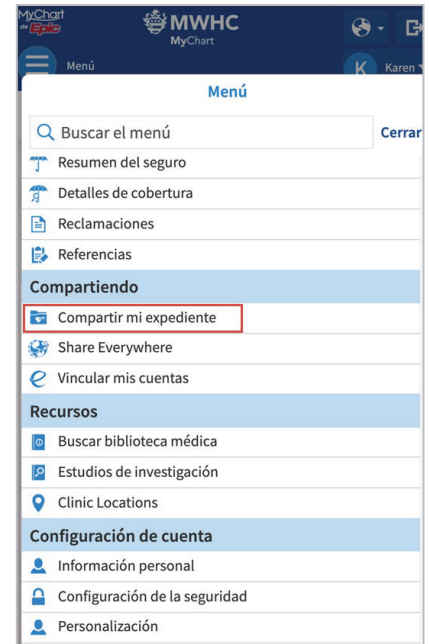 MyChart
de Epic
MWHC
MyChart
Menú
K
Karen
Menú
Buscar el menú
Cerrar
Resumen del seguro
Detalles de cobertura
Reclamaciones
Referencias
Compartiendo
Compartir mi expediente
Share Everywhere
Vincular mis cuentas
Recursos
Buscar biblioteca médica
Estudios de investigación
Clinic Locations
Configuración de cuenta
Información personal
Configuración de la seguridad
Personalización